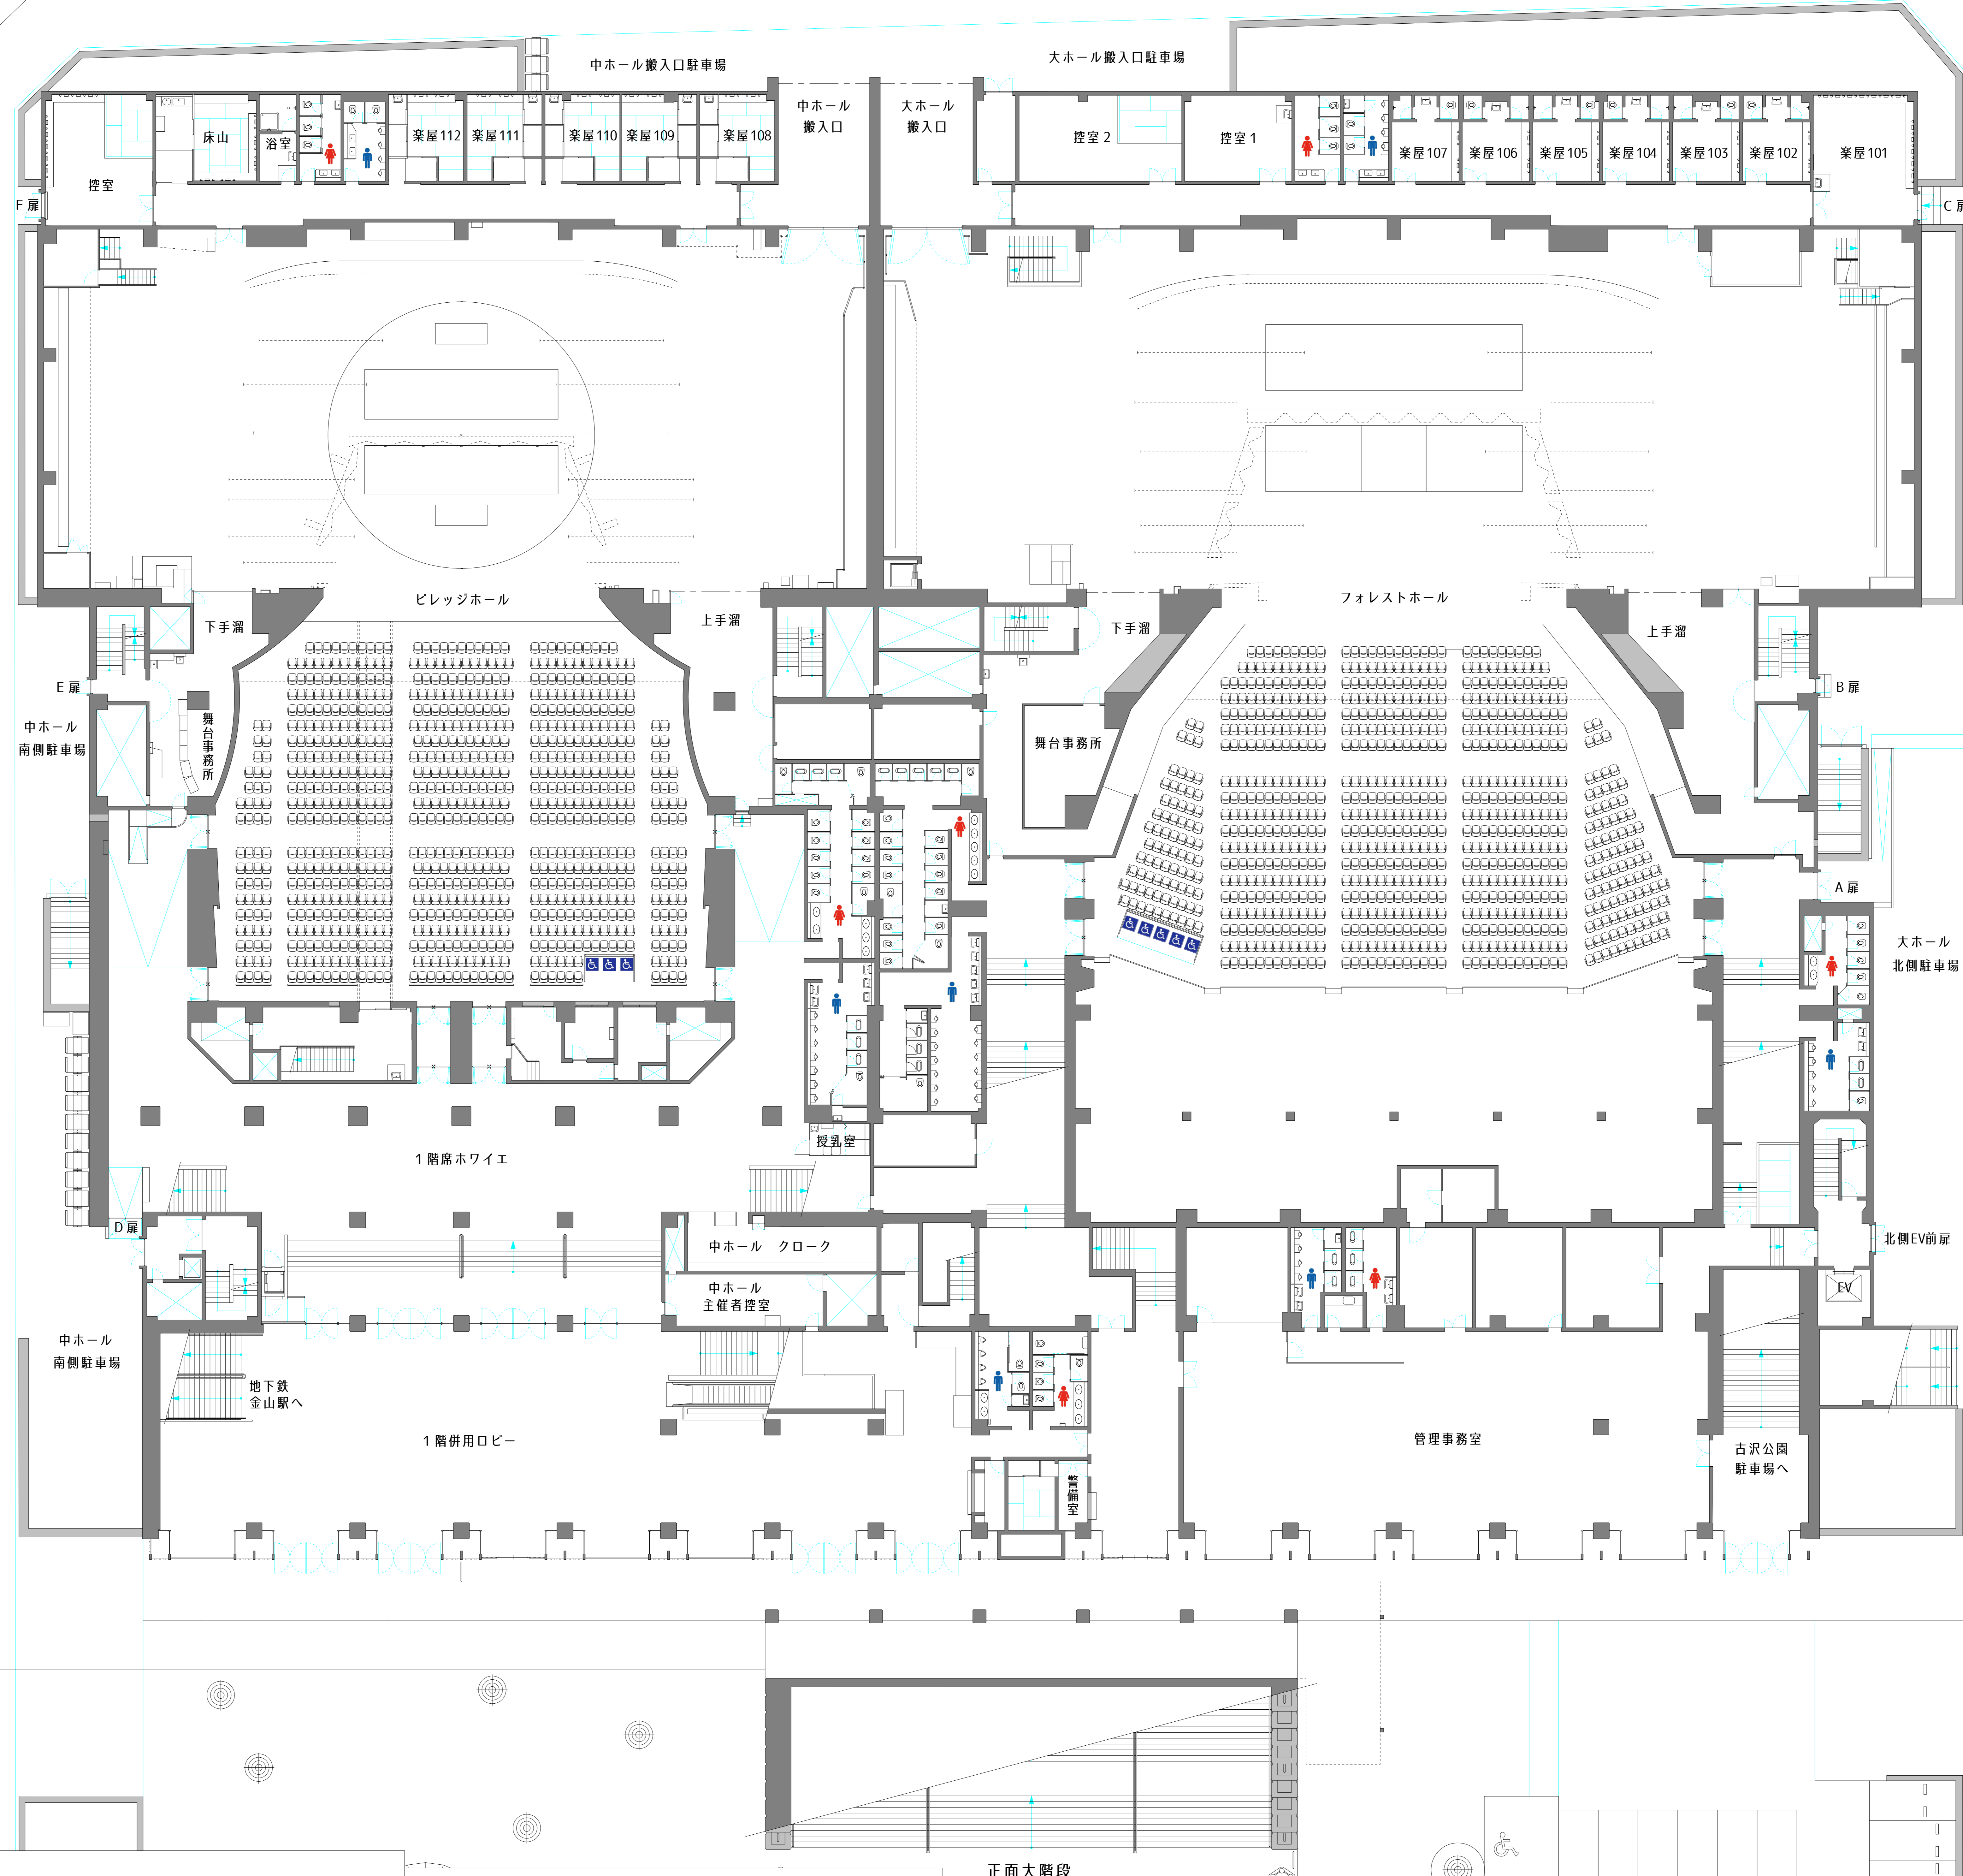 中ホール搬入口駐車場
大ホール搬入口駐車場
控室
床山
浴室
楽屋112
楽屋111
楽屋110
楽屋109
楽屋108
中ホール
搬入口
大ホール
搬入口
控室2
控室1
楽屋107
楽屋106
楽屋105
楽屋104
楽屋103
楽屋102
楽屋101
F扉
C扉
ビレッジホール
フォレストホール
下手溜
上手溜
下手溜
上手溜
E扉
B扉
中ホール
南側駐車場
舞台事務所
舞台事務所
A扉
大ホール
北側駐車場
授乳室
1階席ホワイエ
D扉
中ホール クローク
中ホール
主催者控室
北側EV前扉
EV
中ホール
南側駐車場
地下鉄
金山駅へ
1階併用ロビー
警備室
管理事務室
古沢公園
駐車場へ
正面大階段